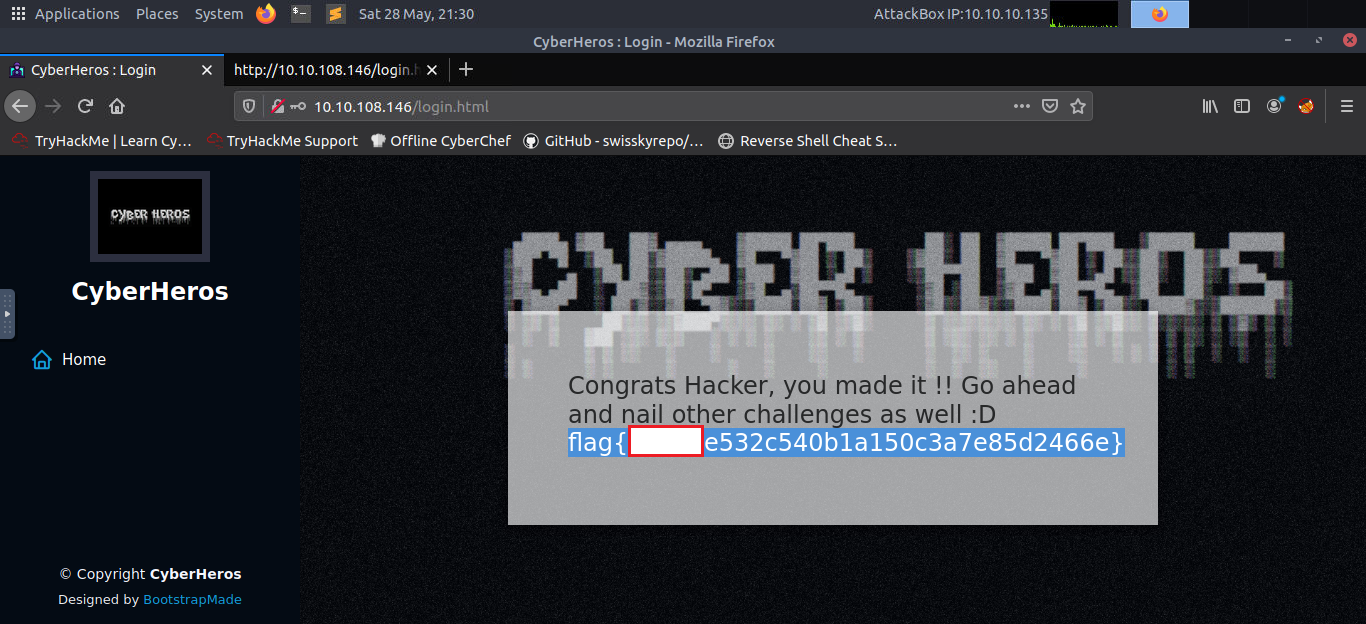 Applications Places System Sat 28 May, 21:30 AttackBox IP:10.10.10.135
CyberHeros : Login - Mozilla Firefox
CyberHeros : Login http://10.10.108.146/login.h
10.10.108.146/login.html
TryHackMe | Learn Cy... TryHackMe Support Offline CyberChef GitHub - swisskyrepo/... Reverse Shell Cheat S...
CYBER HEROS
CYBER HEROS
CyberHeros
Home
Congrats Hacker, you made it !! Go ahead
and nail other challenges as well :D
flag{ e532c540b1a150c3a7e85d2466e}
© Copyright CyberHeros
Designed by BootstrapMade